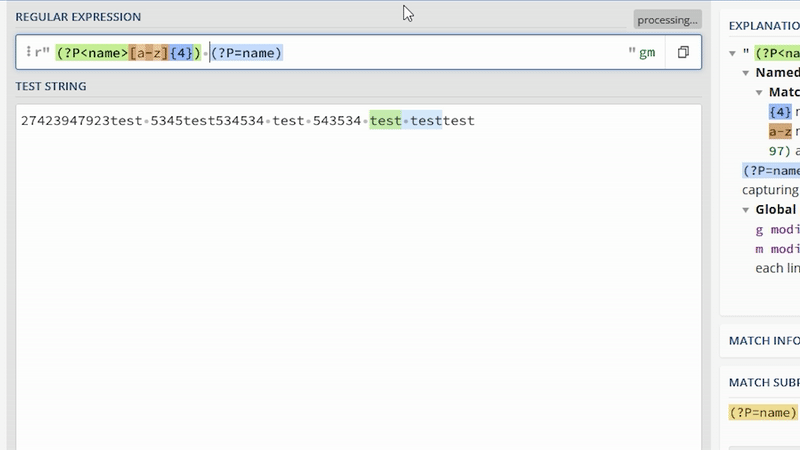 REGULAR EXPRESSION
processing...
r" (?P<name>[a-z]{4})·(?P=name) " gm
TEST STRING
27423947923test·5345test534534·test·543534·test·testtest
EXPLANATIO
" (?P<na
Named
Matc
{4}
a-z
97) a
(?P=name
capturing
Global
g modi
m modi
each lin
MATCH INFO
MATCH SUBP
(?P=name)